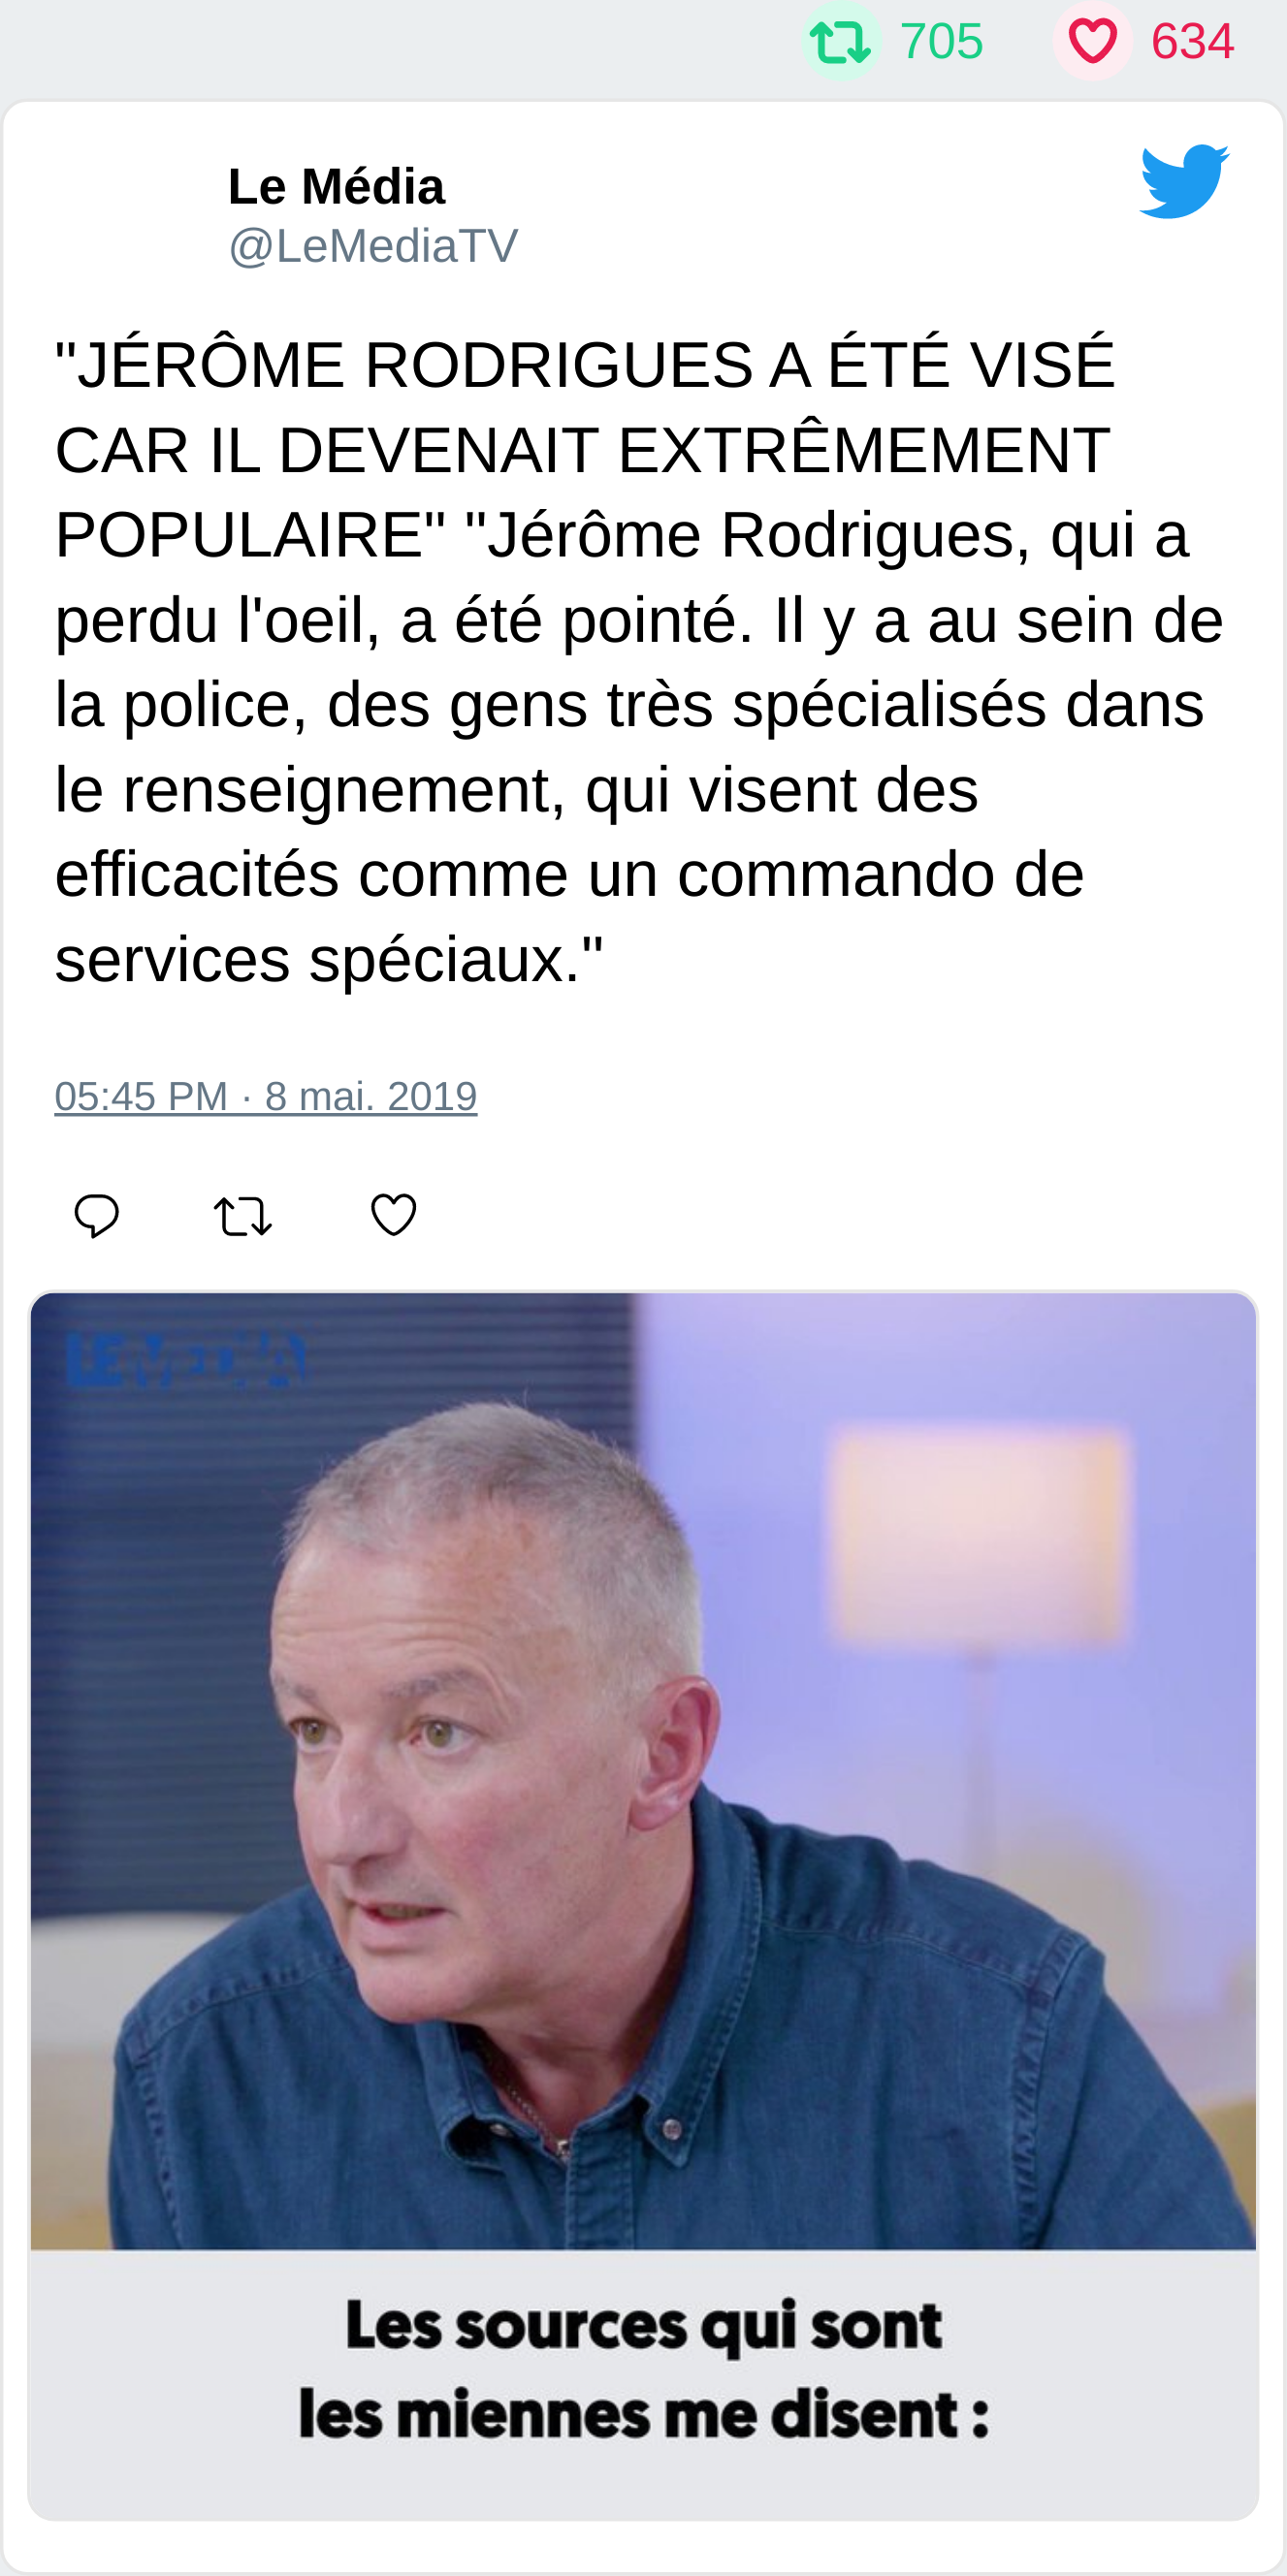 705 634
Le Média
@LeMediaTV
"JÉRÔME RODRIGUES A ÉTÉ VISÉ
CAR IL DEVENAIT EXTRÊMEMENT
POPULAIRE" "Jérôme Rodrigues, qui a
perdu l'oeil, a été pointé. Il y a au sein de
la police, des gens très spécialisés dans
le renseignement, qui visent des
efficacités comme un commando de
services spéciaux."
05:45 PM · 8 mai. 2019
LE MEDIA
Les sources qui sont
les miennes me disent :